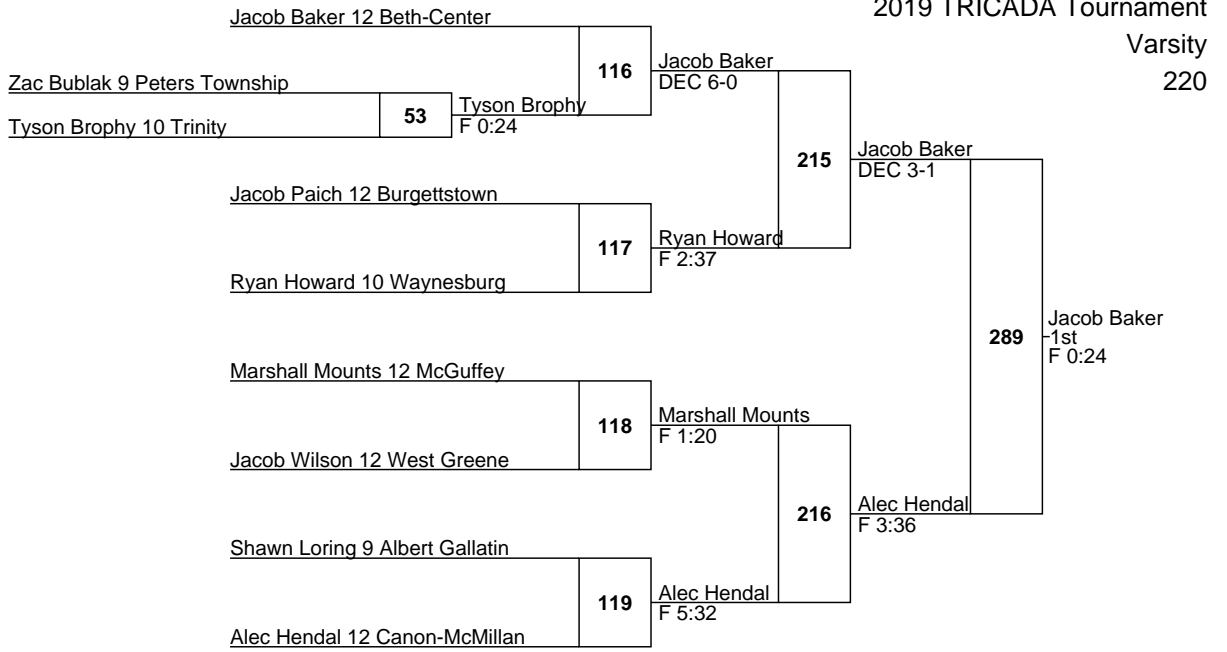 2019 TRICADA Tournament
Varsity
220
Jacob Baker 12 Beth-Center
116
Jacob Baker
DEC 6-0
Zac Bublak 9 Peters Township
53
Tyson Brophy
F 0:24
Tyson Brophy 10 Trinity
215
Jacob Baker
DEC 3-1
Jacob Paich 12 Burgettstown
117
Ryan Howard
F 2:37
Ryan Howard 10 Waynesburg
289
Jacob Baker
1st
F 0:24
Marshall Mounts 12 McGuffey
118
Marshall Mounts
F 1:20
Jacob Wilson 12 West Greene
216
Alec Hendal
F 3:36
Shawn Loring 9 Albert Gallatin
119
Alec Hendal
F 5:32
Alec Hendal 12 Canon-McMillan